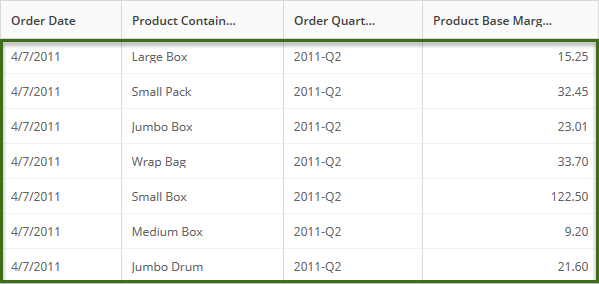 Order Date Product Contain... Order Quart... Product Base Marg...
4/7/2011 Large Box 2011-Q2 15.25
4/7/2011 Small Pack 2011-Q2 32.45
4/7/2011 Jumbo Box 2011-Q2 23.01
4/7/2011 Wrap Bag 2011-Q2 33.70
4/7/2011 Small Box 2011-Q2 122.50
4/7/2011 Medium Box 2011-Q2 9.20
4/7/2011 Jumbo Drum 2011-Q2 21.60